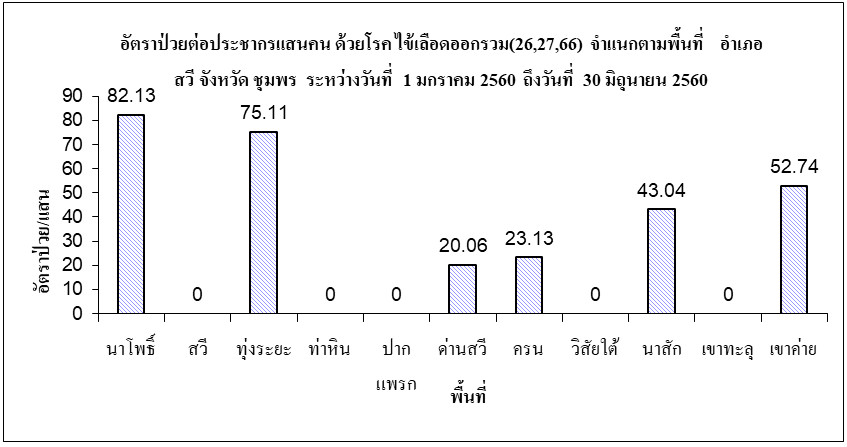 อัตราป่วยต่อประชากรแสนคน ด้วยโรค ไข้เลือดออกรวม(26,27,66) จำแนกตามพื้นที่ อำเภอ
สวี จังหวัด ชุมพร ระหว่างวันที่ 1 มกราคม 2560 ถึงวันที่ 30 มิถุนายน 2560
อัตราป่วย/แสน
90
80
70
60
50
40
30
20
10
0
82.13
0
75.11
0
0
20.06
23.13
0
43.04
0
52.74
นาโพธิ์
สวี
ทุ่งระยะ
ท่าหิน
ปาก
แพรก
ด่านสวี
ครน
วิสัยใต้
นาสัก
เขาทะลุ
เขาค่าย
พื้นที่